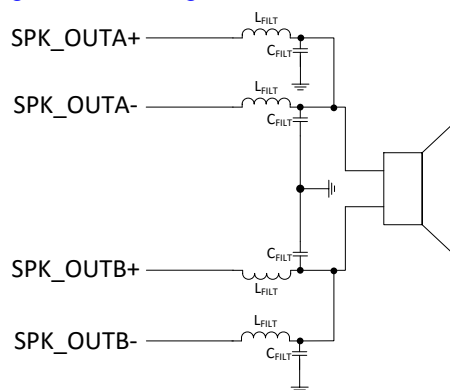 SPK_OUTA+
L_FILT
C_FILT
SPK_OUTA-
L_FILT
C_FILT
C_FILT
SPK_OUTB+
L_FILT
L_FILT
SPK_OUTB-
C_FILT